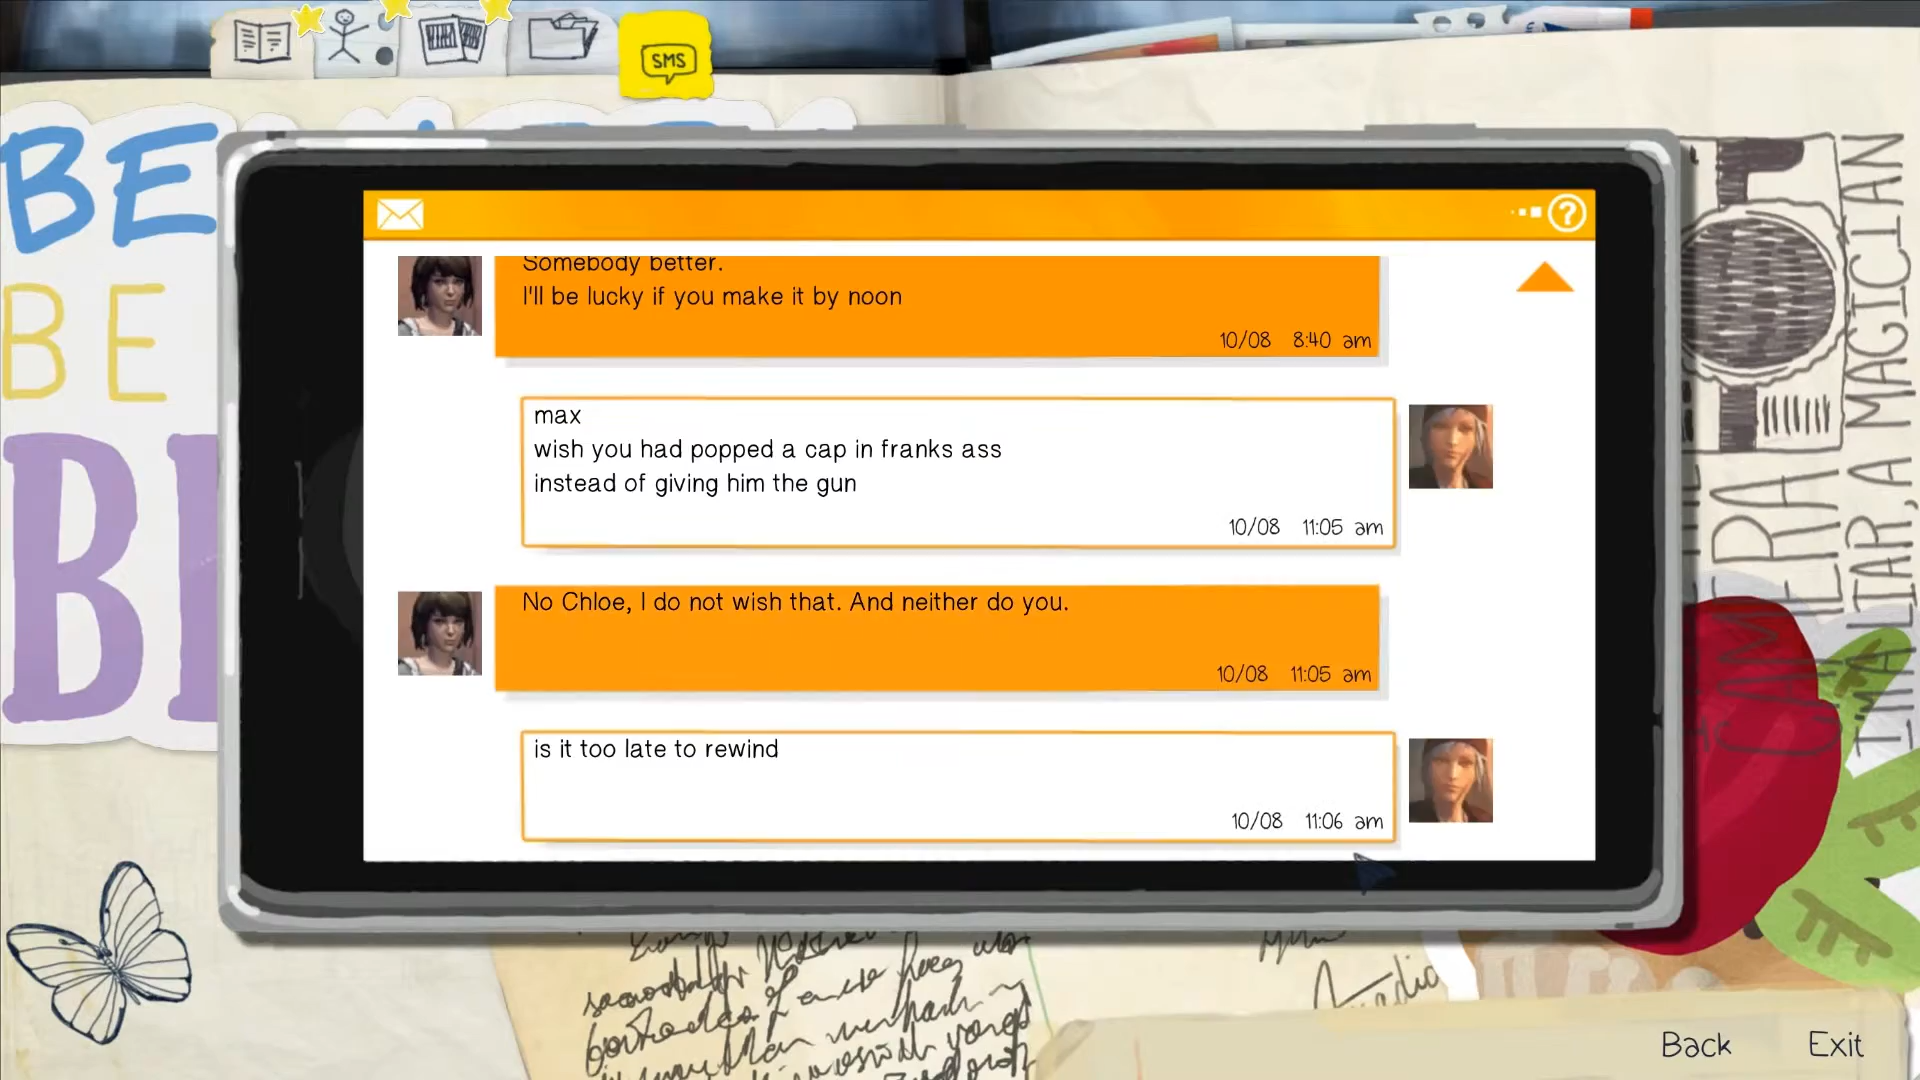 SMS
BE
BE
Somebody better.
I'll be lucky if you make it by noon
10/08 8:40 am
max
wish you had popped a cap in franks ass
instead of giving him the gun
10/08 11:05 am
No Chloe, I do not wish that. And neither do you.
10/08 11:05 am
is it too late to rewind
10/08 11:06 am
CAMERA
I'M A LIAR, A MAGICIAN
Back Exit